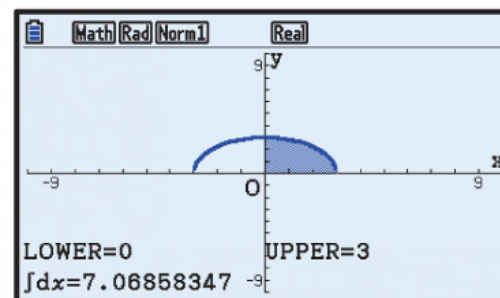 Math Rad Norm1 Real
y
9
x
-9 O 9
LOWER=0 UPPER=3
∫dx=7.06858347 -9